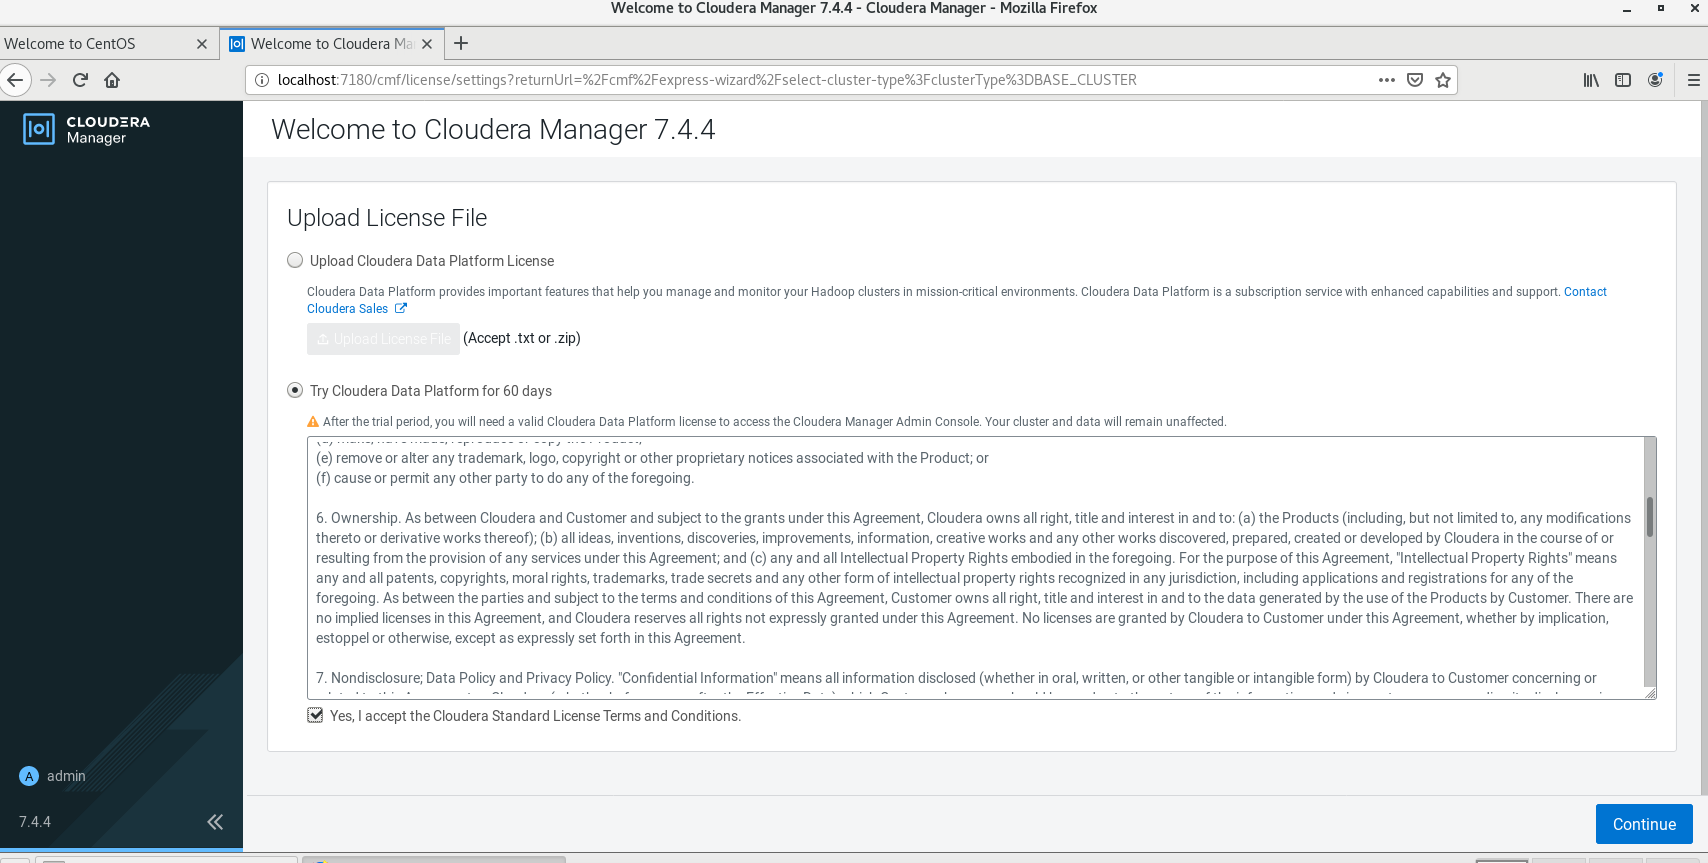 Welcome to Cloudera Manager 7.4.4 - Cloudera Manager - Mozilla Firefox
Welcome to CentOS
Welcome to Cloudera Ma
localhost:7180/cmf/license/settings?returnUrl=%2Fcmf%2Fexpress-wizard%2Fselect-cluster-type%3FclusterType%3DBASE_CLUSTER
CLOUDERA
Manager
Welcome to Cloudera Manager 7.4.4
Upload License File
Upload Cloudera Data Platform License
Cloudera Data Platform provides important features that help you manage and monitor your Hadoop clusters in mission-critical environments. Cloudera Data Platform is a subscription service with enhanced capabilities and support. Contact
Cloudera Sales
Upload License File (Accept .txt or .zip)
Try Cloudera Data Platform for 60 days
After the trial period, you will need a valid Cloudera Data Platform license to access the Cloudera Manager Admin Console. Your cluster and data will remain unaffected.
(e) remove or alter any trademark, logo, copyright or other proprietary notices associated with the Product; or
(f) cause or permit any other party to do any of the foregoing.
6. Ownership. As between Cloudera and Customer and subject to the grants under this Agreement, Cloudera owns all right, title and interest in and to: (a) the Products (including, but not limited to, any modifications
thereto or derivative works thereof); (b) all ideas, inventions, discoveries, improvements, information, creative works and any other works discovered, prepared, created or developed by Cloudera in the course of or
resulting from the provision of any services under this Agreement; and (c) any and all Intellectual Property Rights embodied in the foregoing. For the purpose of this Agreement, "Intellectual Property Rights" means
any and all patents, copyrights, moral rights, trademarks, trade secrets and any other form of intellectual property rights recognized in any jurisdiction, including applications and registrations for any of the
foregoing. As between the parties and subject to the terms and conditions of this Agreement, Customer owns all right, title and interest in and to the data generated by the use of the Products by Customer. There are
no implied licenses in this Agreement, and Cloudera reserves all rights not expressly granted under this Agreement. No licenses are granted by Cloudera to Customer under this Agreement, whether by implication,
estoppel or otherwise, except as expressly set forth in this Agreement.
7. Nondisclosure; Data Policy and Privacy Policy. "Confidential Information" means all information disclosed (whether in oral, written, or other tangible or intangible form) by Cloudera to Customer concerning or
Yes, I accept the Cloudera Standard License Terms and Conditions.
A admin
7.4.4
Continue